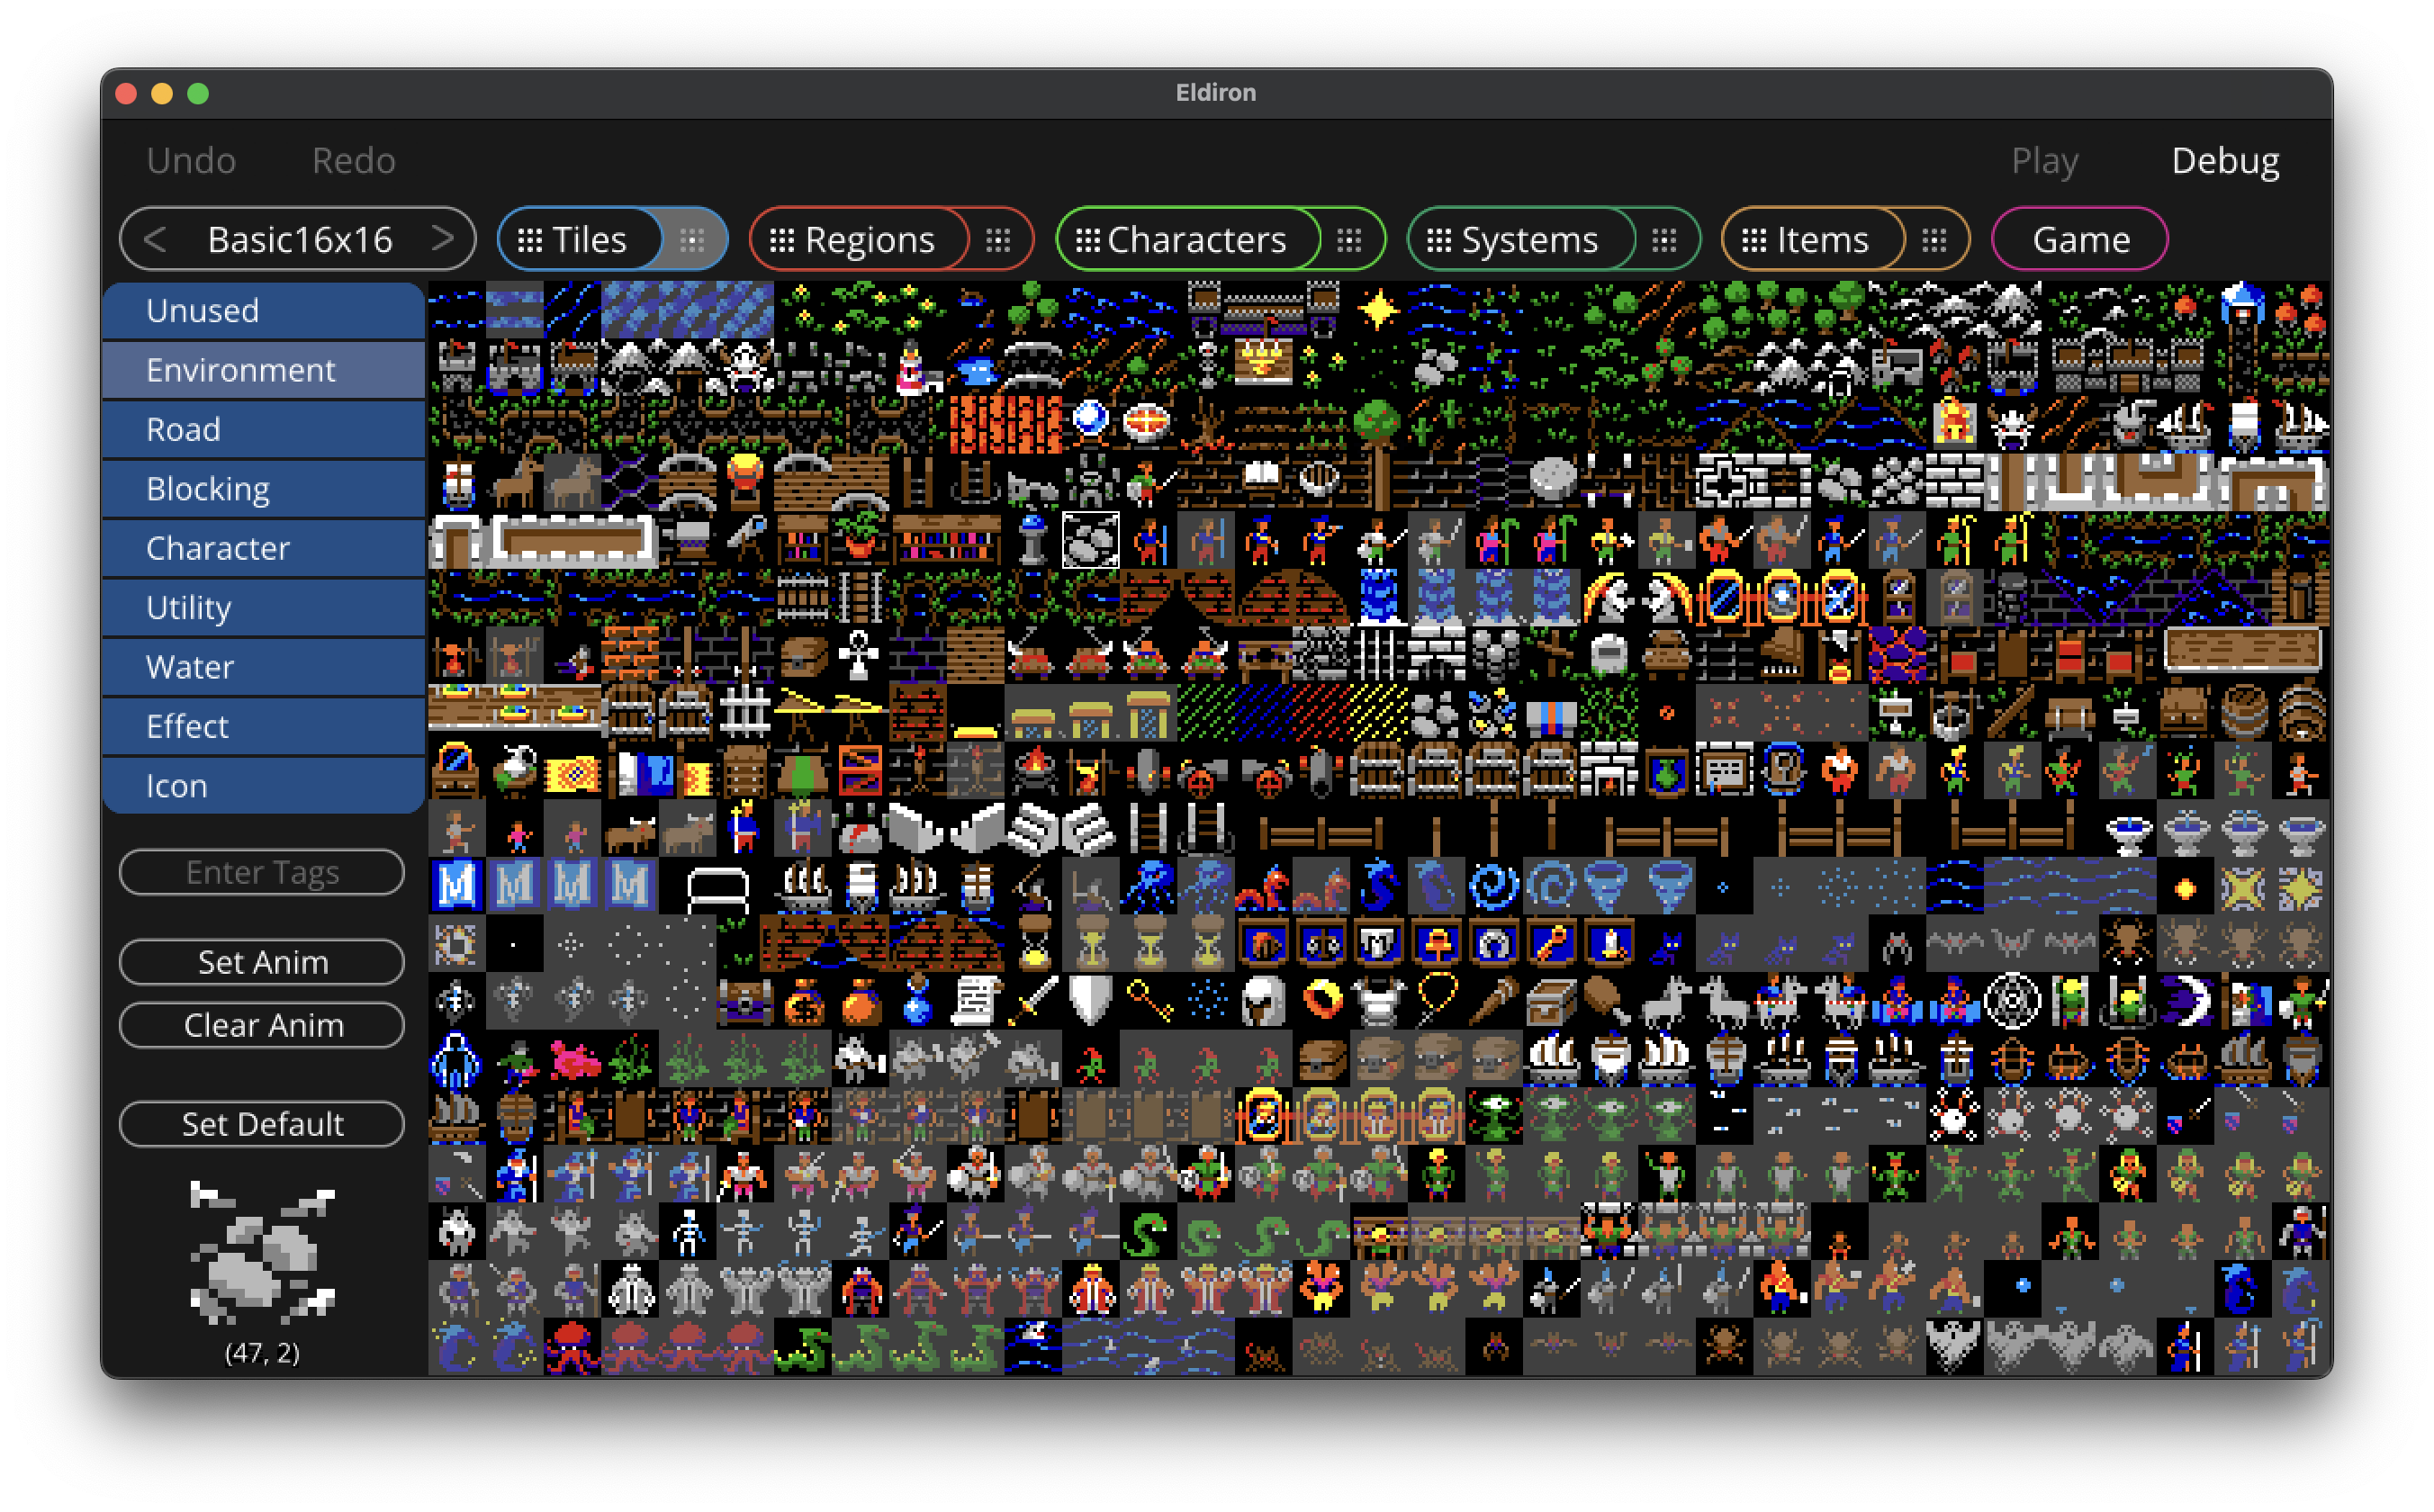 Eldiron
Undo Redo Play Debug
< Basic16x16 > Tiles Regions Characters Systems Items Game
Unused
Environment
Road
Blocking
Character
Utility
Water
Effect
Icon
Enter Tags
Set Anim
Clear Anim
Set Default
(47, 2)